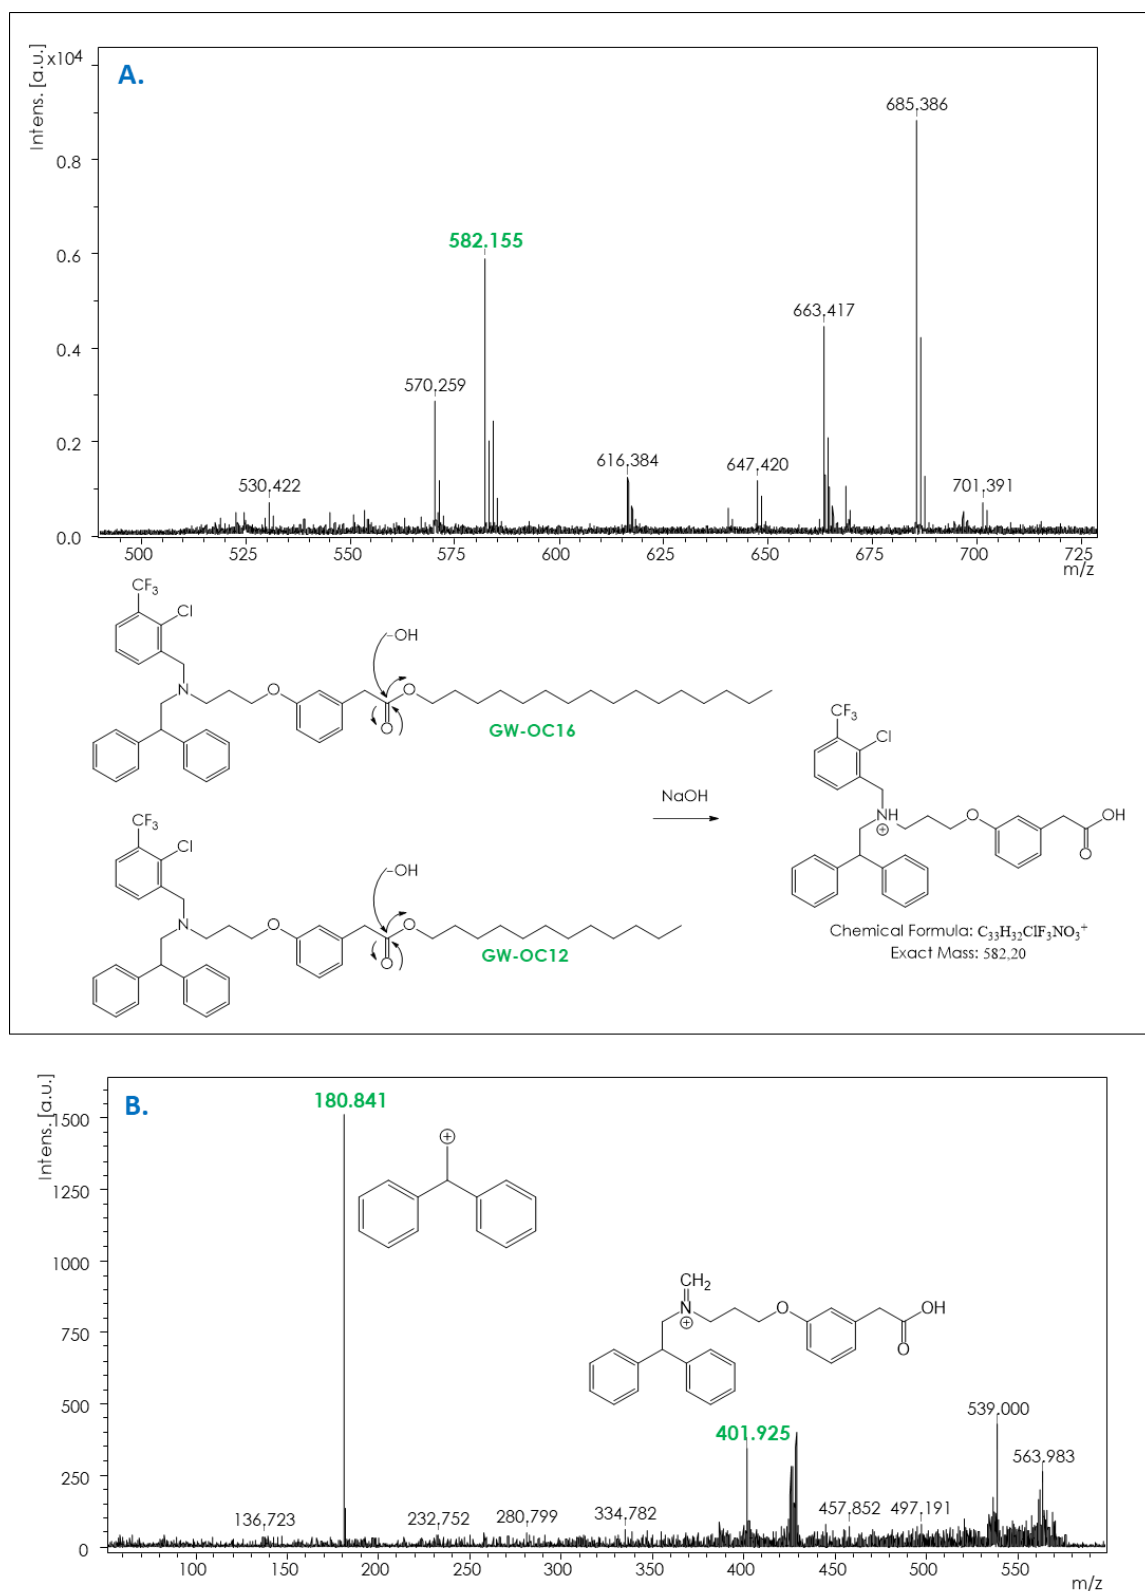 A.
Intens. [a.u.]
x10⁴
0.8
0.6
0.4
0.2
0.0
530,422
570,259
582.155
616,384
647,420
663,417
685,386
701,391
500 525 550 575 600 625 650 675 700 725
m/z
CF₃
Cl
N
O
O
O
-OH
GW-OC16
CF₃
Cl
N
O
O
O
-OH
GW-OC12
NaOH
CF₃
Cl
NH
+
O
OH
O
Chemical Formula: C₃₃H₃₂ClF₃NO₃⁺
Exact Mass: 582,20
B.
Intens. [a.u.]
1500
1250
1000
750
500
250
0
180.841
+
CH₂
N
+
O
OH
O
136,723
232,752
280,799
334,782
401.925
457,852
497,191
539,000
563,983
100 150 200 250 300 350 400 450 500 550
m/z